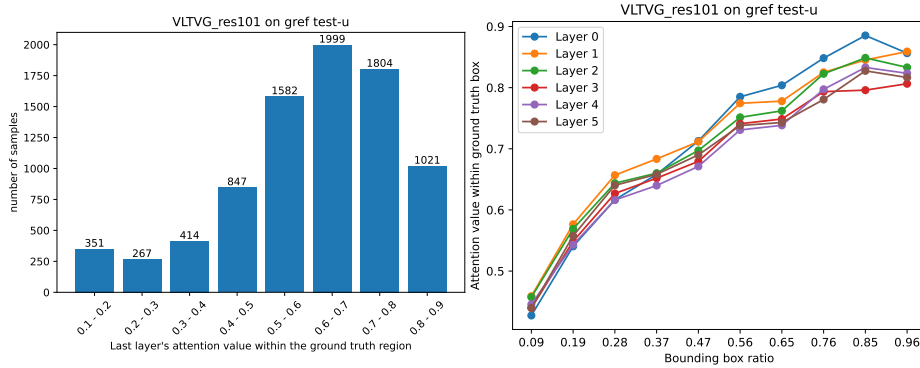 VLTVG_res101 on gref test-u
number of samples
2000
1750
1500
1250
1000
750
500
250
0
351
267
414
847
1582
1999
1804
1021
0.1 - 0.2
0.2 - 0.3
0.3 - 0.4
0.4 - 0.5
0.5 - 0.6
0.6 - 0.7
0.7 - 0.8
0.8 - 0.9
Last layer's attention value within the ground truth region
VLTVG_res101 on gref test-u
Attention value within ground truth box
0.9
0.8
0.7
0.6
0.5
Layer 0
Layer 1
Layer 2
Layer 3
Layer 4
Layer 5
0.09 0.19 0.28 0.37 0.47 0.56 0.65 0.76 0.85 0.96
Bounding box ratio